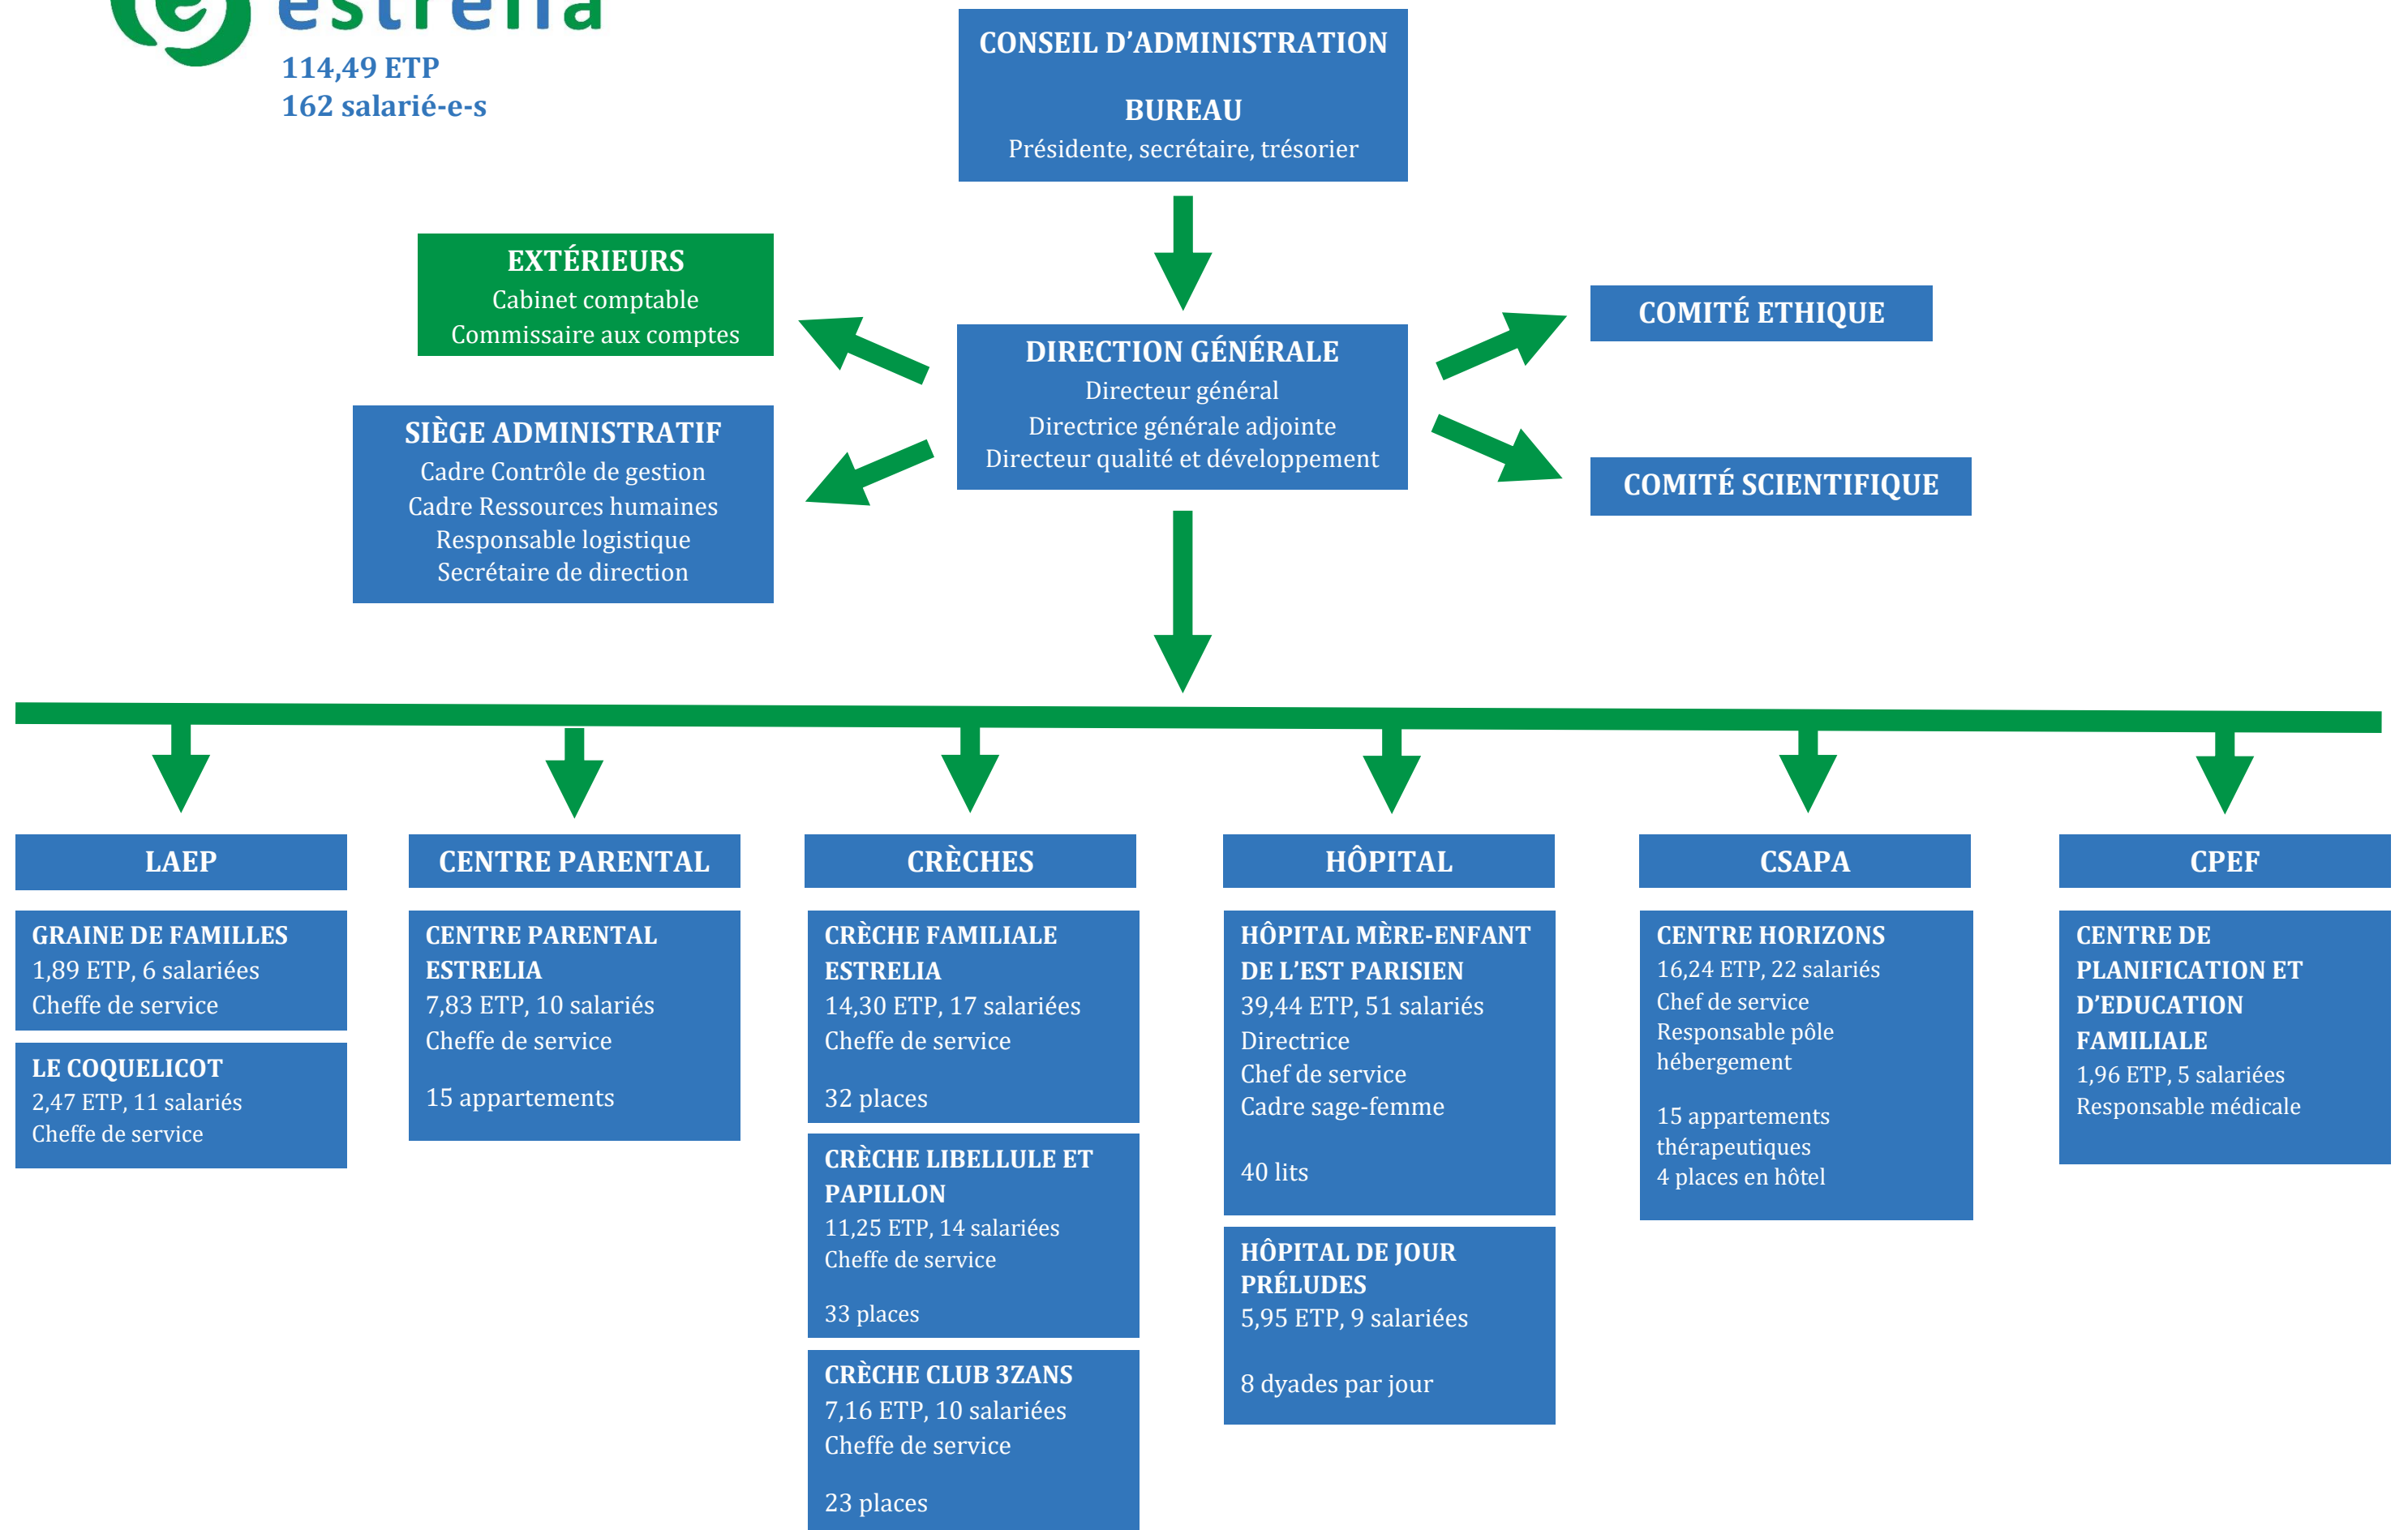 estrelia
114,49 ETP
162 salarié-e-s
CONSEIL D’ADMINISTRATION
BUREAU
Présidente, secrétaire, trésorier
EXTÉRIEURS
Cabinet comptable
Commissaire aux comptes
SIÈGE ADMINISTRATIF
Cadre Contrôle de gestion
Cadre Ressources humaines
Responsable logistique
Secrétaire de direction
DIRECTION GÉNÉRALE
Directeur général
Directrice générale adjointe
Directeur qualité et développement
COMITÉ ETHIQUE
COMITÉ SCIENTIFIQUE
LAEP
GRAINE DE FAMILLES
1,89 ETP, 6 salariées
Cheffe de service
LE COQUELICOT
2,47 ETP, 11 salariés
Cheffe de service
CENTRE PARENTAL
CENTRE PARENTAL
ESTRELIA
7,83 ETP, 10 salariés
Cheffe de service
15 appartements
CRÈCHES
CRÈCHE FAMILIALE
ESTRELIA
14,30 ETP, 17 salariées
Cheffe de service
32 places
CRÈCHE LIBELLULE ET
PAPILLON
11,25 ETP, 14 salariées
Cheffe de service
33 places
CRÈCHE CLUB 3ZANS
7,16 ETP, 10 salariées
Cheffe de service
23 places
HÔPITAL
HÔPITAL MÈRE-ENFANT
DE L’EST PARISIEN
39,44 ETP, 51 salariés
Directrice
Chef de service
Cadre sage-femme
40 lits
HÔPITAL DE JOUR
PRÉLUDES
5,95 ETP, 9 salariées
8 dyades par jour
CSAPA
CENTRE HORIZONS
16,24 ETP, 22 salariés
Chef de service
Responsable pôle
hébergement
15 appartements
thérapeutiques
4 places en hôtel
CPEF
CENTRE DE
PLANIFICATION ET
D’EDUCATION
FAMILIALE
1,96 ETP, 5 salariées
Responsable médicale